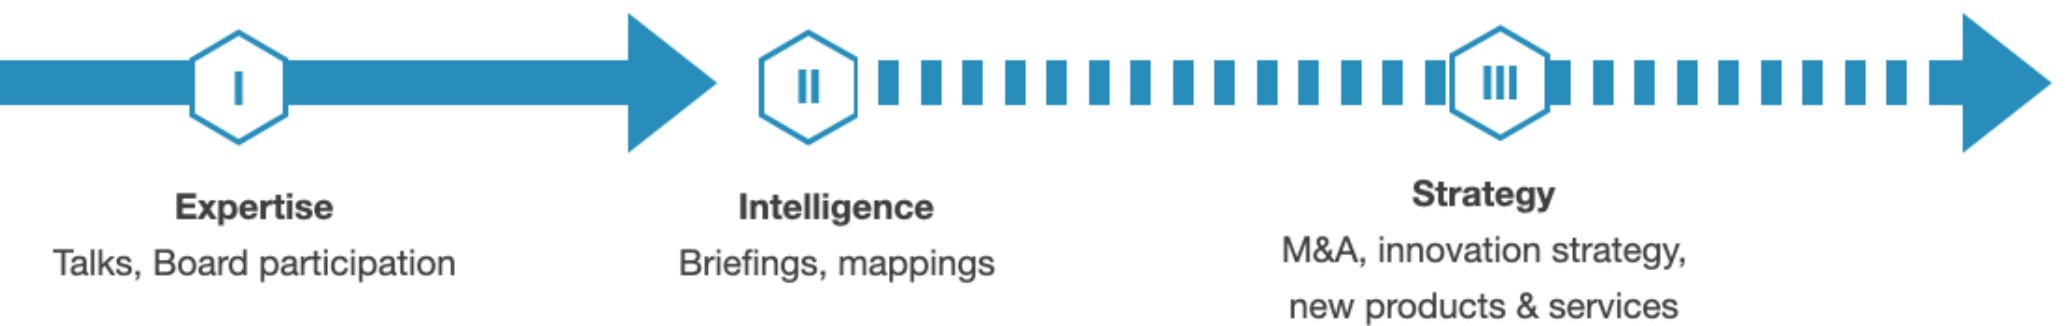 I
II
III
Expertise
Talks, Board participation
Intelligence
Briefings, mappings
Strategy
M&A, innovation strategy,
new products & services